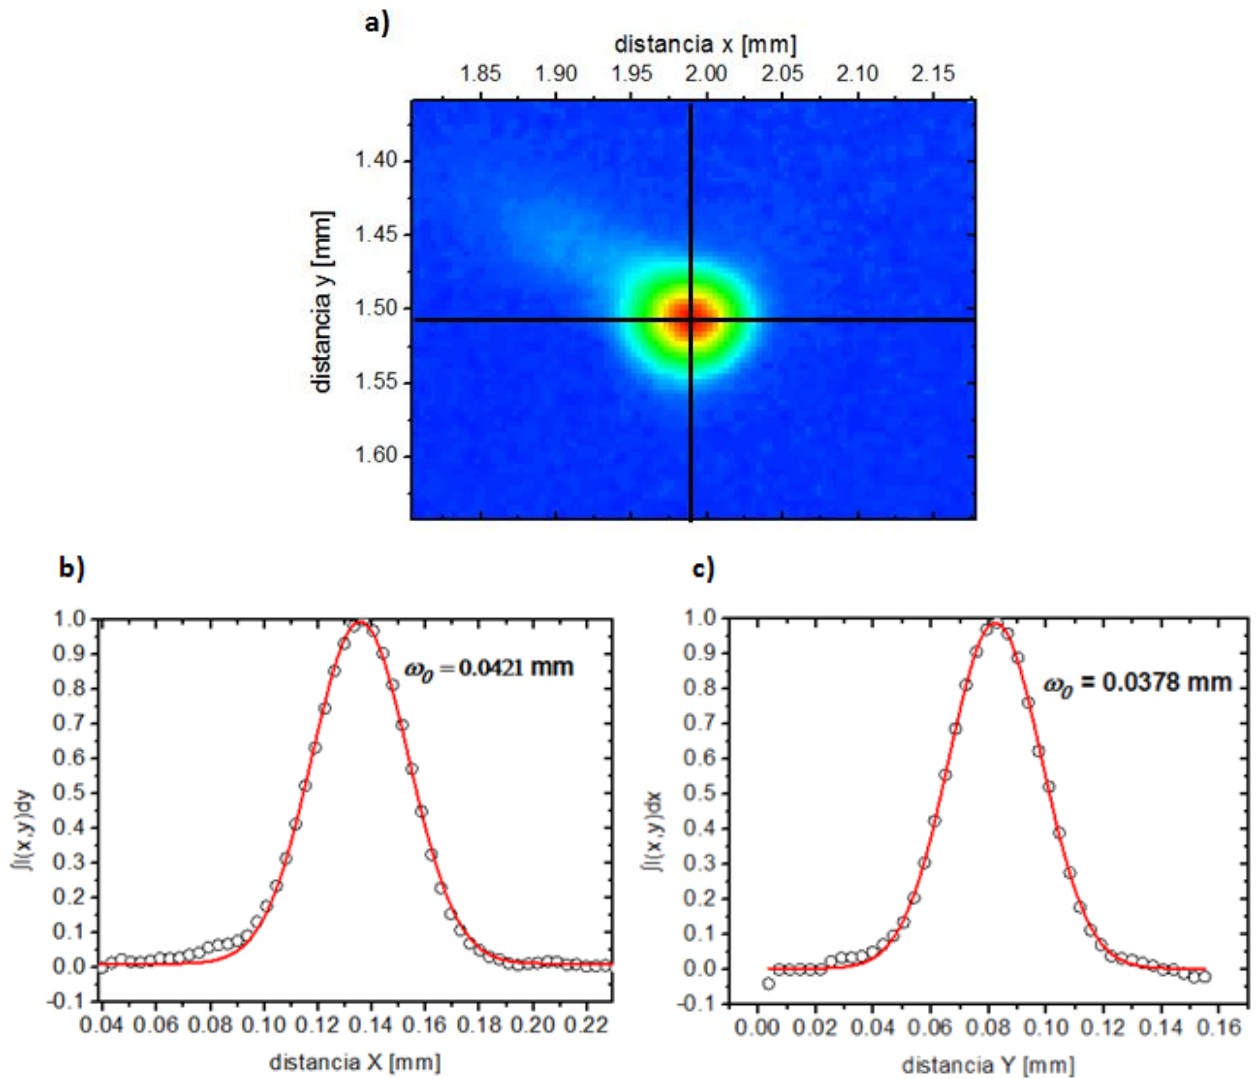 a)
distancia x [mm]
1.85 1.90 1.95 2.00 2.05 2.10 2.15
distancia y [mm]
1.40
1.45
1.50
1.55
1.60
b)
1.0
0.9
0.8
0.7
0.6
0.5
0.4
0.3
0.2
0.1
0.0
-0.1
∫I(x,y)dy
ω0 = 0.0421 mm
0.04 0.06 0.08 0.10 0.12 0.14 0.16 0.18 0.20 0.22
distancia X [mm]
c)
1.0
0.9
0.8
0.7
0.6
0.5
0.4
0.3
0.2
0.1
0.0
-0.1
∫I(x,y)dx
ω0 = 0.0378 mm
0.00 0.02 0.04 0.06 0.08 0.10 0.12 0.14 0.16
distancia Y [mm]